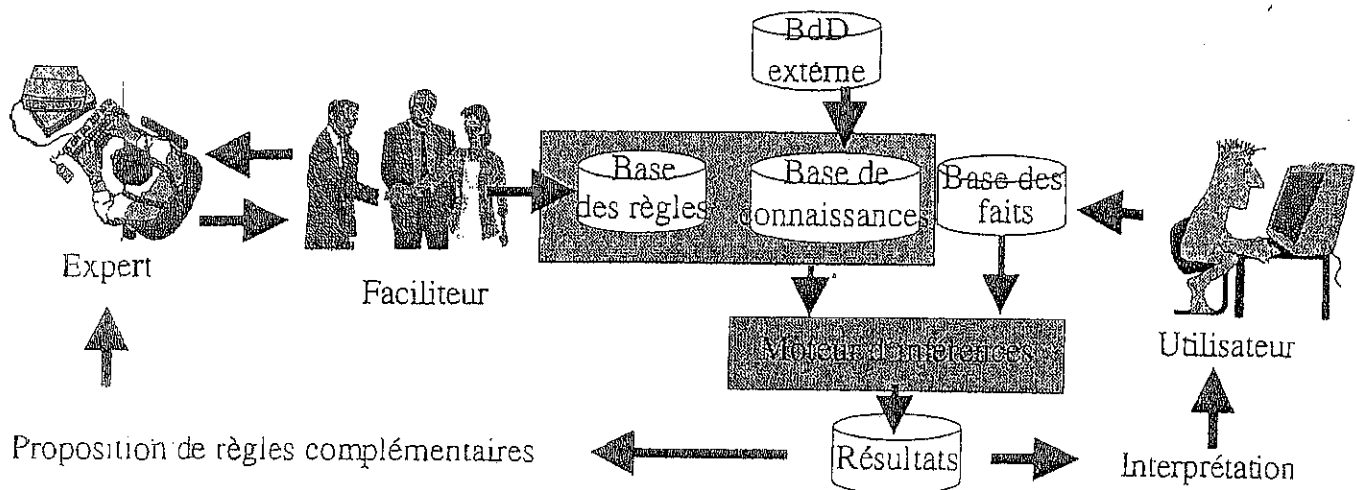 BdD
externe
Base
des règles
Base de
connaissances
Base des
faits
Expert
Faciliteur
Moteur d'inférences
Utilisateur
Proposition de règles complémentaires
Résultats
Interprétation